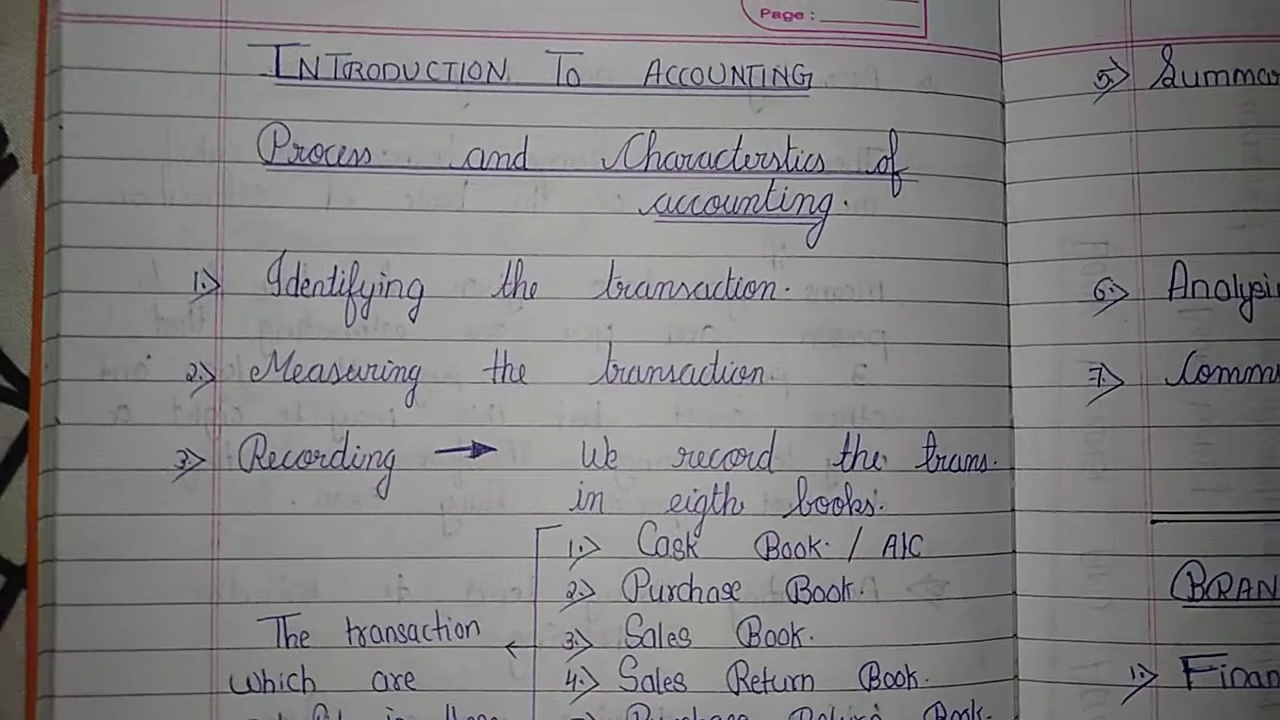 Page :
INTRODUCTION TO ACCOUNTING
Process and Characterstics of
accounting.
1.> Identifying the transaction.
2.> Measuring the transaction.
3.> Recording → We record the trans.
in eigth books.
1.> Cash Book. / A/C
2.> Purchase Book.
The transaction ← 3.> Sales Book.
which are 4.> Sales Return Book.
Book.
5.> Summar
6.> Analysi
7.> Comm
BRAN
1.> Finan